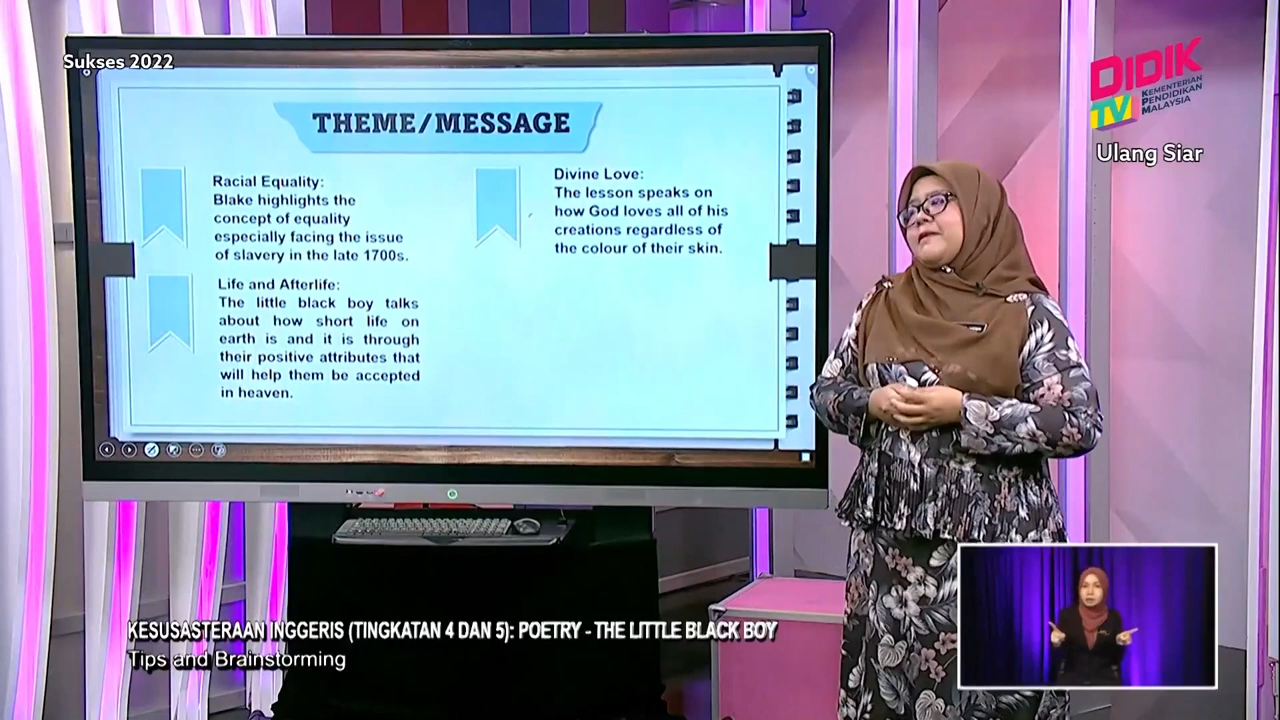 Sukses 2022
DIDIK
TV
KEMENTERIAN
PENDIDIKAN
MALAYSIA
Ulang Siar
THEME/MESSAGE
Racial Equality:
Blake highlights the
concept of equality
especially facing the issue
of slavery in the late 1700s.
Life and Afterlife:
The little black boy talks
about how short life on
earth is and it is through
their positive attributes that
will help them be accepted
in heaven.
Divine Love:
The lesson speaks on
how God loves all of his
creations regardless of
the colour of their skin.
KESUSASTERAAN INGGERIS (TINGKATAN 4 DAN 5): POETRY - THE LITTLE BLACK BOY
Tips and Brainstorming